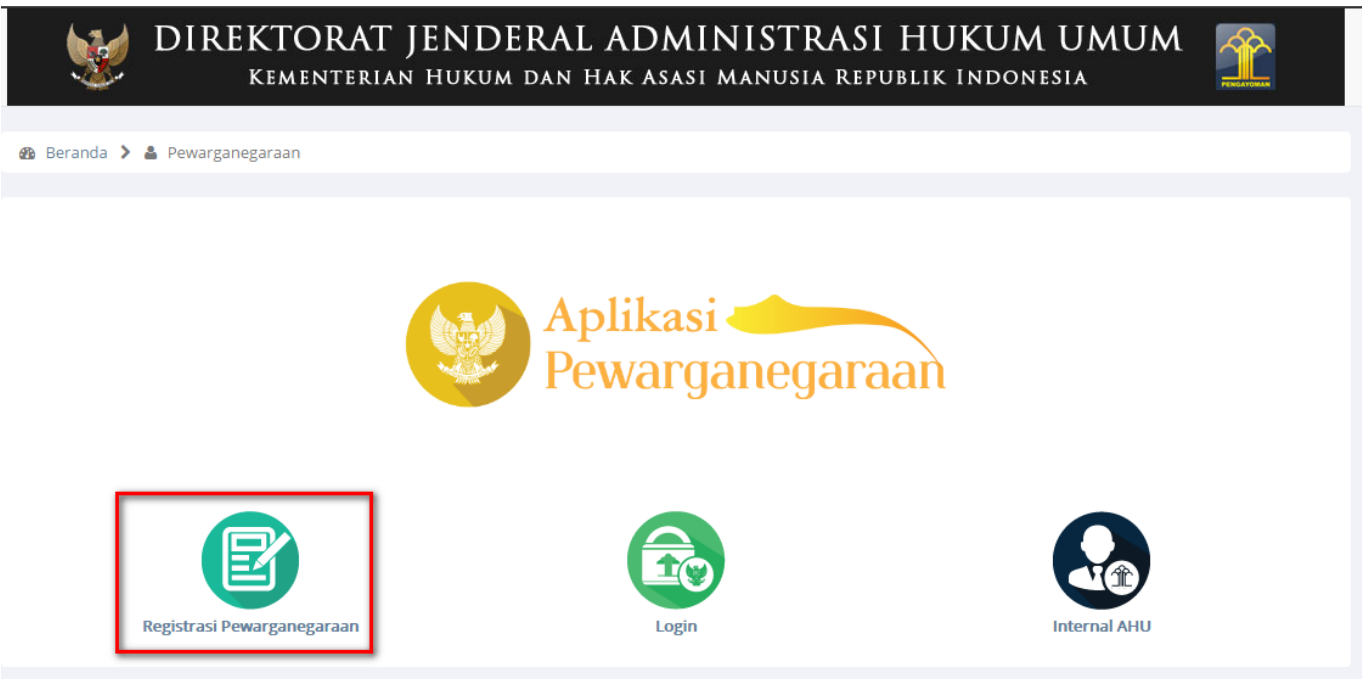 DIREKTORAT JENDERAL ADMINISTRASI HUKUM UMUM
KEMENTERIAN HUKUM DAN HAK ASASI MANUSIA REPUBLIK INDONESIA
PENGAYOMAN
Beranda > Pewarganegaraan
Aplikasi
Pewarganegaraan
Registrasi Pewarganegaraan
Login
Internal AHU